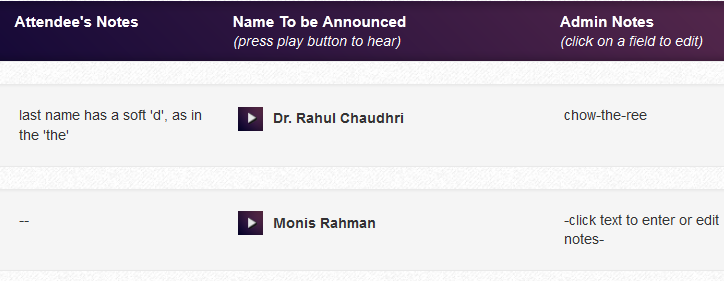 Attendee's Notes
Name To be Announced
(press play button to hear)
Admin Notes
(click on a field to edit)
last name has a soft 'd', as in
the 'the'
Dr. Rahul Chaudhri
chow-the-ree
--
Monis Rahman
-click text to enter or edit
notes-